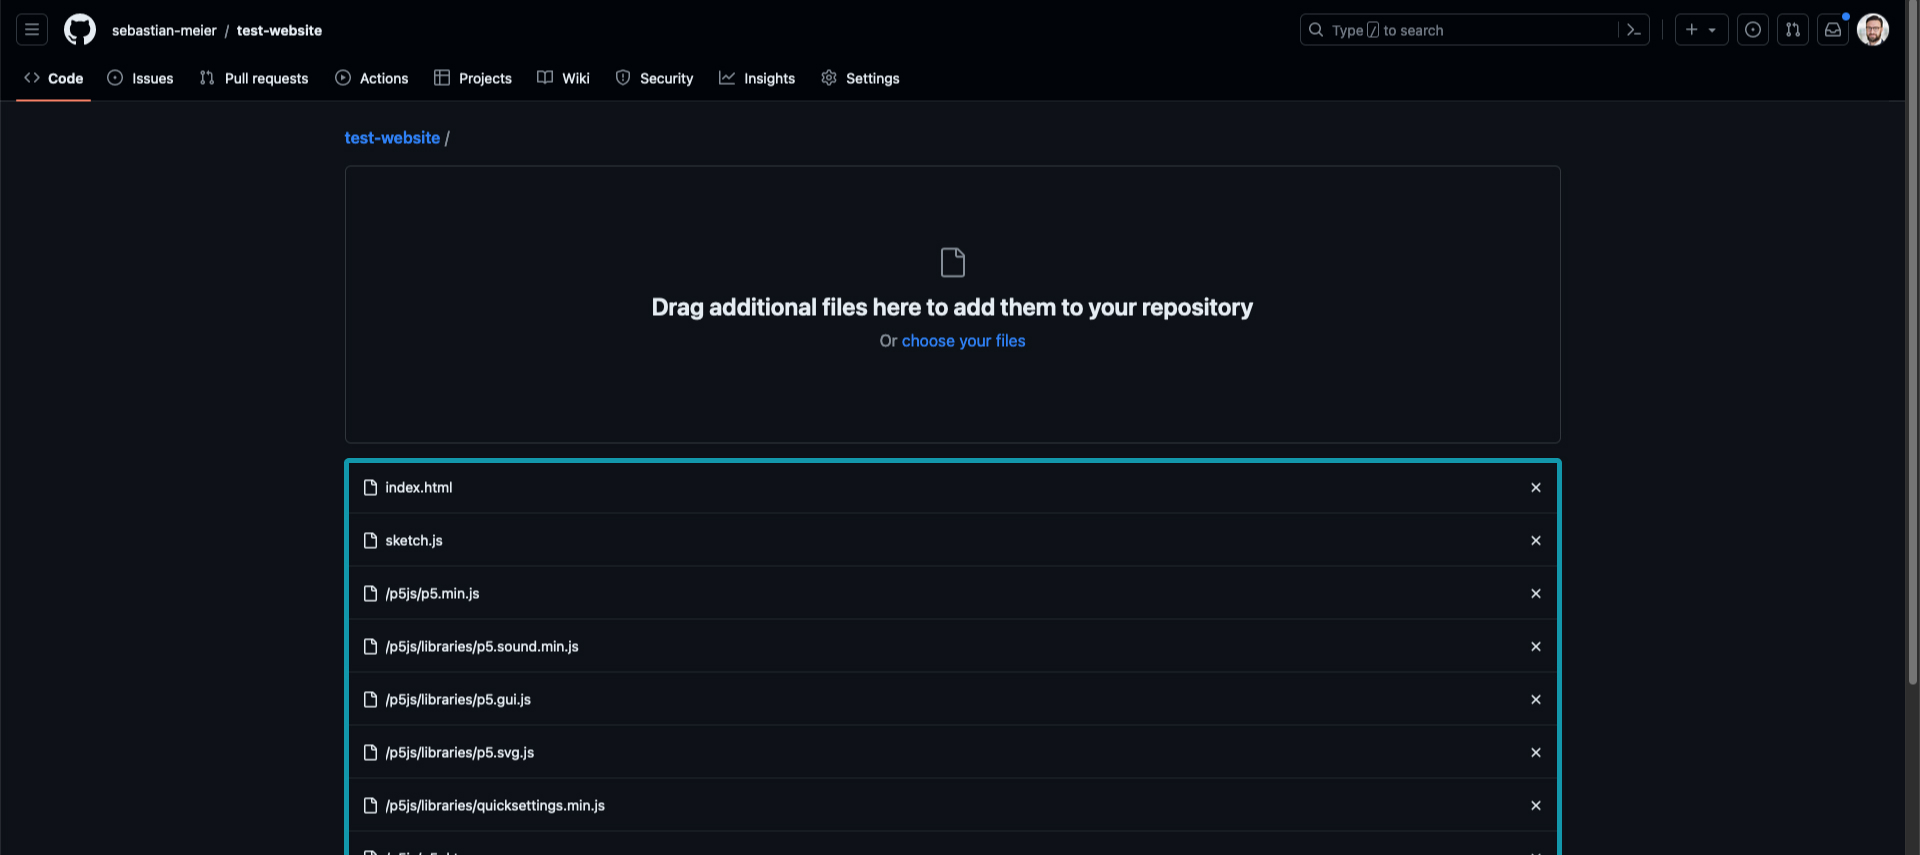 sebastian-meier / test-website
Type / to search
Code Issues Pull requests Actions Projects Wiki Security Insights Settings
test-website /
Drag additional files here to add them to your repository
Or choose your files
index.html
sketch.js
/p5js/p5.min.js
/p5js/libraries/p5.sound.min.js
/p5js/libraries/p5.gui.js
/p5js/libraries/p5.svg.js
/p5js/libraries/quicksettings.min.js